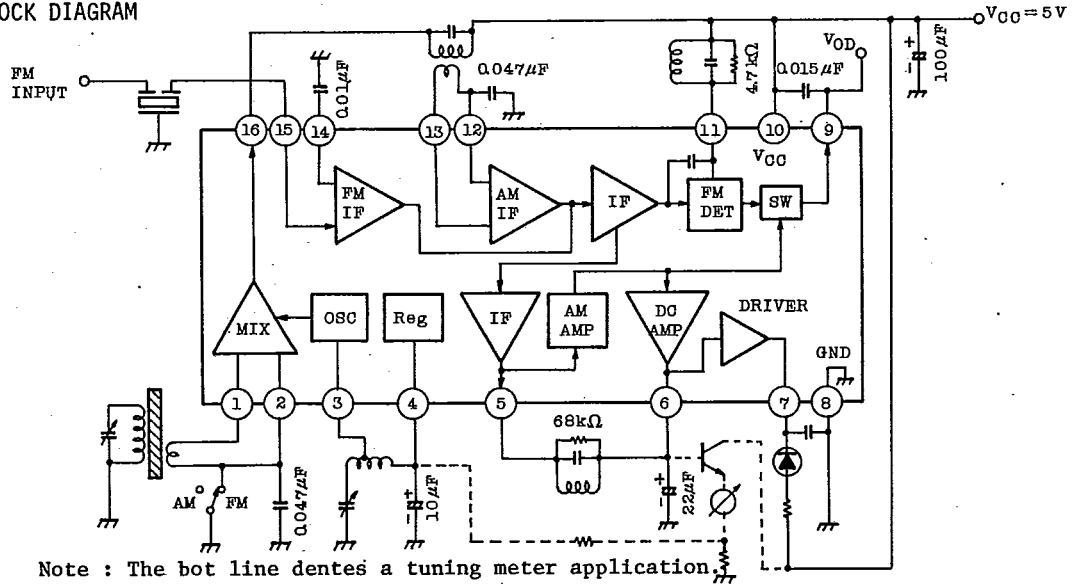 OCK DIAGRAM
VCC=5V
FM
INPUT
0.01μF
0.047μF
4.7kΩ
VOD
0.015μF
+
-
100μF
16
15
14
13
12
11
10
9
VCC
FM
IF
AM
IF
IF
FM
DET
SW
MIX
OSC
Reg
IF
AM
AMP
DC
AMP
DRIVER
GND
1
2
3
4
5
6
7
8
68kΩ
AM
FM
0.047μF
+
-
10μF
+
-
22μF
Note : The bot line dentes a tuning meter application.